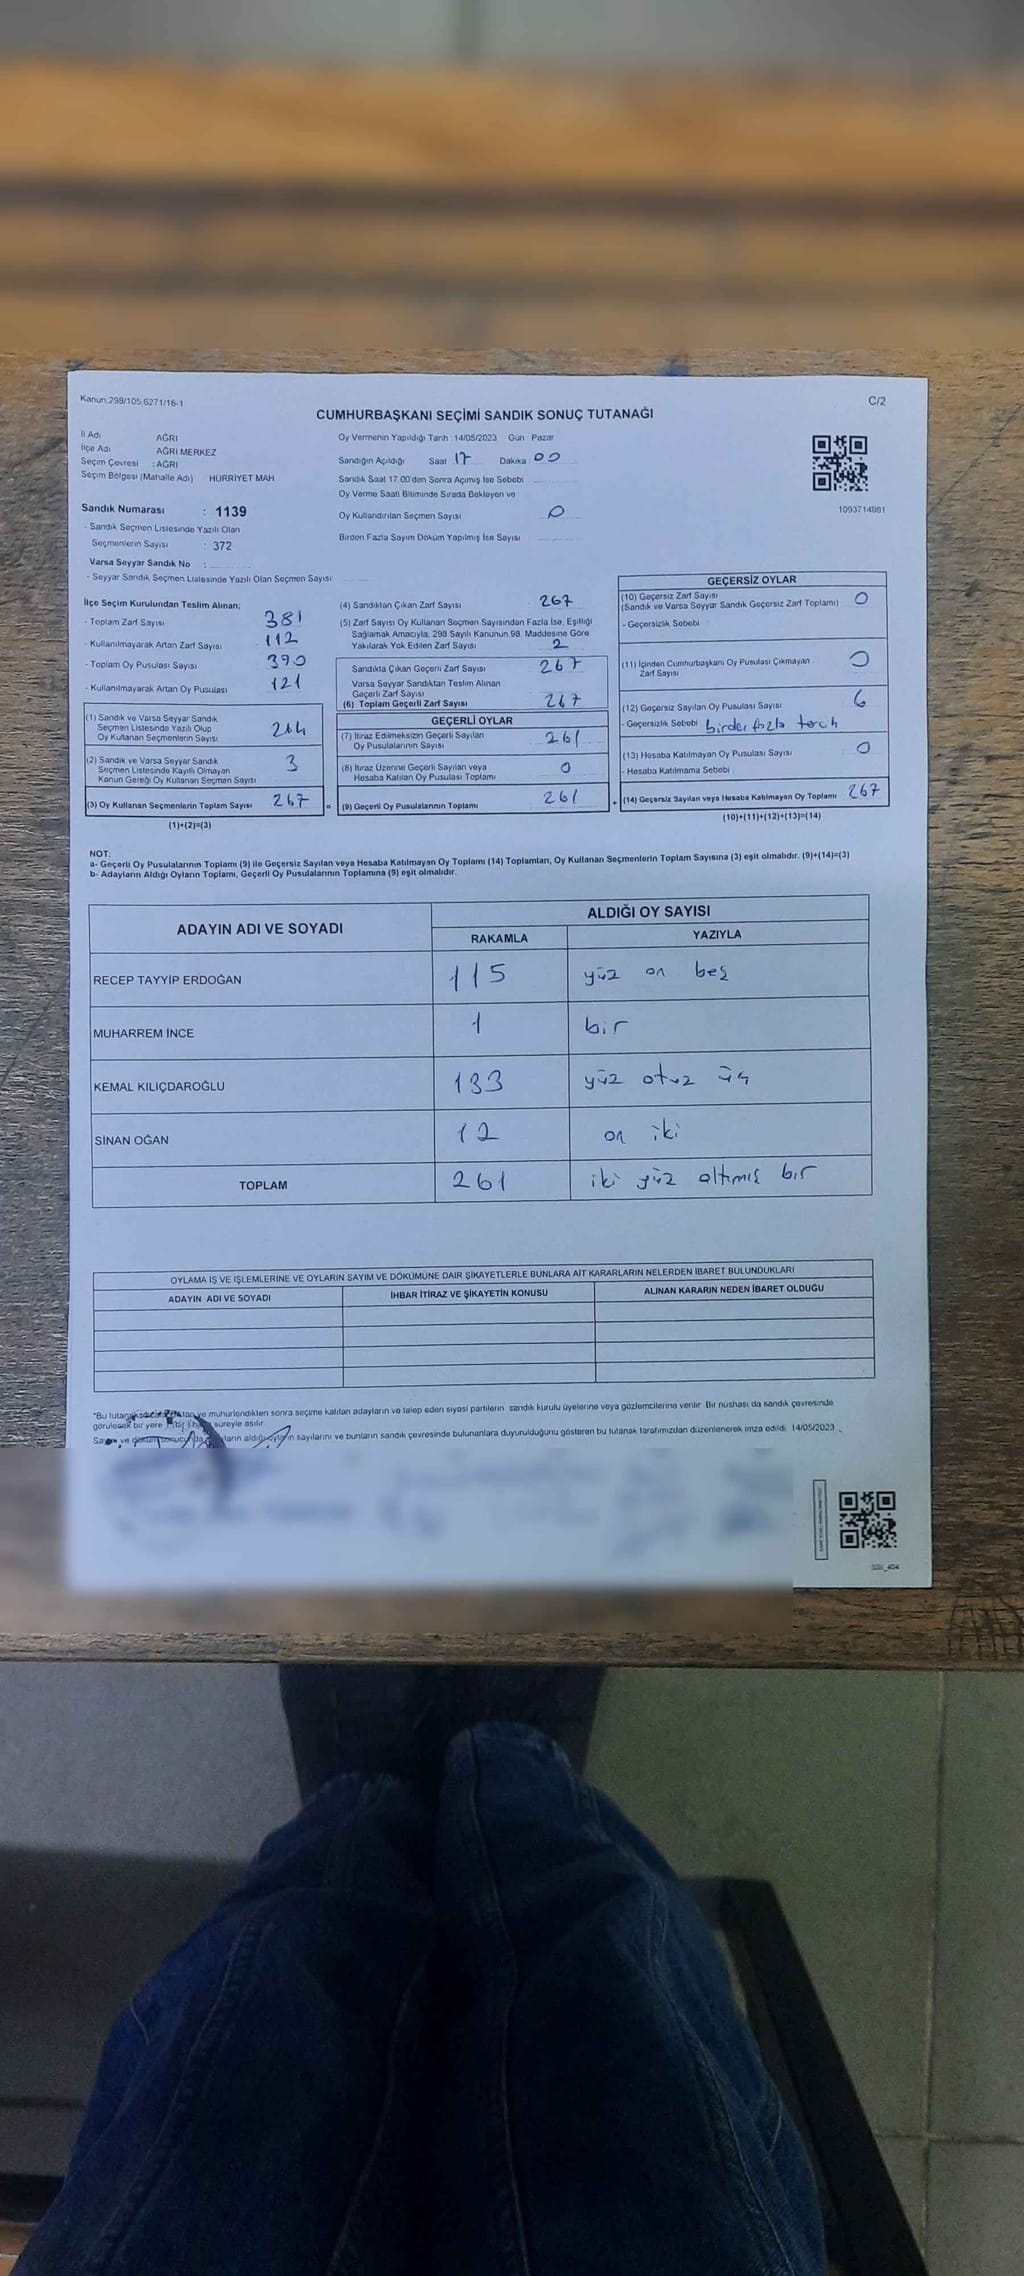 Kanun,298/105,6271/16-1
C/2
CUMHURBAŞKANI SEÇİMİ SANDIK SONUÇ TUTANAĞI
İl Adı AĞRI
İlçe Adı AĞRI MERKEZ
Seçim Çevresi : AĞRI
Seçim Bölgesi (Mahalle Adı) HÜRRİYET MAH
Oy Vermenin Yapıldığı Tarih : 14/05/2023 Gün Pazar
Sandığın Açıldığı Saat 17 Dakika 00
Sandık Saat 17.00'den Sonra Açımış İse Sebebi
Oy Verme Saati Bitiminde Sırada Bekleyen ve
Oy Kullandırılan Seçmen Sayısı 0
Birden Fazla Sayım Döküm Yapılmış İse Sayısı
1093714981
Sandık Numarası : 1139
- Sandık Seçmen Listesinde Yazılı Olan
Seçmenlerin Sayısı : 372
Varsa Seyyar Sandık No :
- Seyyar Sandık Seçmen Listesinde Yazılı Olan Seçmen Sayısı
İlçe Seçim Kurulundan Teslim Alınan;
- Toplam Zarf Sayısı 381
- Kullanılmayarak Artan Zarf Sayısı 112
- Toplam Oy Pusulası Sayısı 390
- Kullanılmayarak Artan Oy Pusulası 121
(1) Sandık ve Varsa Seyyar Sandık
Seçmen Listesinde Yazılı Olup
Oy Kullanan Seçmenlerin Sayısı 264
(2) Sandık ve Varsa Seyyar Sandık
Seçmen Listesinde Kayıtlı Olmayan
Kanun Gereği Oy Kullanan Seçmen Sayısı 3
(3) Oy Kullanan Seçmenlerin Toplam Sayısı 267
(1)+(2)=(3)
(4) Sandıktan Çıkan Zarf Sayısı 267
(5) Zarf Sayısı Oy Kullanan Seçmen Sayısından Fazla İse, Eşitliği
Sağlamak Amacıyla, 298 Sayılı Kanunun 98. Maddesine Göre
Yakılarak Yok Edilen Zarf Sayısı 2
Sandıkta Çıkan Geçerli Zarf Sayısı 267
Varsa Seyyar Sandıktan Teslim Alınan
Geçerli Zarf Sayısı
(6) Toplam Geçerli Zarf Sayısı 267
GEÇERLİ OYLAR
(7) İtiraz Edilmeksizin Geçerli Sayılan
Oy Pusulalarının Sayısı 261
(8) İtiraz Üzerine Geçerli Sayılan veya
Hesaba Katılan Oy Pusulası Toplamı 0
= (9) Geçerli Oy Pusulalarının Toplamı 261
GEÇERSİZ OYLAR
(10) Geçersiz Zarf Sayısı
(Sandık ve Varsa Seyyar Sandık Geçersiz Zarf Toplamı) 0
- Geçersizlik Sebebi
(11) İçinden Cumhurbaşkanı Oy Pusulası Çıkmayan
Zarf Sayısı 0
(12) Geçersiz Sayılan Oy Pusulası Sayısı 6
- Geçersizlik Sebebi birden fazla terch
(13) Hesaba Katılmayan Oy Pusulası Sayısı 0
- Hesaba Katılmama Sebebi
+ (14) Geçersiz Sayılan veya Hesaba Katılmayan Oy Toplamı 267
(10)+(11)+(12)+(13)=(14)
NOT:
a- Geçerli Oy Pusulalarının Toplamı (9) ile Geçersiz Sayılan veya Hesaba Katılmayan Oy Toplamı (14) Toplamları, Oy Kullanan Seçmenlerin Toplam Sayısına (3) eşit olmalıdır. (9)+(14)=(3)
b- Adayların Aldığı Oyların Toplamı, Geçerli Oy Pusulalarının Toplamına (9) eşit olmalıdır.
ADAYIN ADI VE SOYADI
ALDIĞI OY SAYISI
RAKAMLA YAZIYLA
RECEP TAYYİP ERDOĞAN 115 yüz on beş
MUHARREM İNCE 1 bir
KEMAL KILIÇDAROĞLU 133 yüz otuz üç
SİNAN OĞAN 12 on iki
TOPLAM 261 iki yüz altmış bir
OYLAMA İŞ VE İŞLEMLERİNE VE OYLARIN SAYIM VE DÖKÜMÜNE DAİR ŞİKAYETLERLE BUNLARA AİT KARARLARIN NELERDEN İBARET BULUNDUKLARI
ADAYIN ADI VE SOYADI İHBAR İTİRAZ VE ŞİKAYETİN KONUSU ALINAN KARARIN NEDEN İBARET OLDUĞU
*Bu tutanak ve mühürlendikten sonra seçime katılan adayların ve talep eden siyasi partilerin sandık kurulu üyelerine veya gözlemcilerine verilir. Bir nüshası da sandık çevresinde
görülecek bir yere süreyle asılır
Sayım ve döküm aldığı oyların sayılarını ve bunların sandık çevresinde bulunanlara duyurulduğunu gösteren bu tutanak tarafımızdan düzenlenerek imza edildi. 14/05/2023